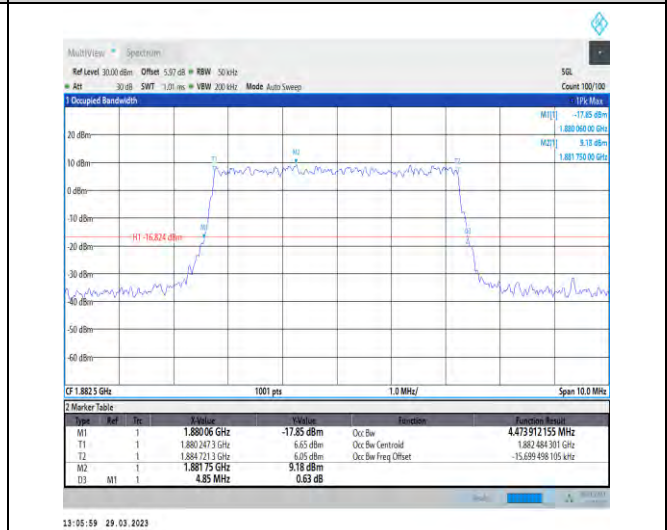 MultiView Spectrum
Ref Level 30.00 dBm Offset 5.97 dB RBW 50 kHz SGL
Att 30 dB SWT 1.01 ms VBW 200 kHz Mode Auto Sweep Count 100/100
1 Occupied Bandwidth 1Pk Max
M1[1] -17.85 dBm
1.880 060 00 GHz
M2[1] 9.18 dBm
1.881 750 00 GHz
20 dBm
10 dBm
0 dBm
-10 dBm
-20 dBm
-30 dBm
-40 dBm
-50 dBm
-60 dBm
T1
M2
T2
M1
D3
H1 -16.824 dBm
CF 1.882 5 GHz 1001 pts 1.0 MHz/ Span 10.0 MHz
2 Marker Table
Type Ref Trc X-Value Y-Value Function Function Result
M1 1 1.88006 GHz -17.85 dBm Occ Bw 4.473 912 155 MHz
T1 1 1.880 247 3 GHz 6.65 dBm Occ Bw Centroid 1.882 484 301 GHz
T2 1 1.884 721 3 GHz 6.05 dBm Occ Bw Freq Offset -15.699 498 105 kHz
M2 1 1.88175 GHz 9.18 dBm
D3 M1 1 4.85 MHz 0.63 dB
13:05:59 29.03.2023